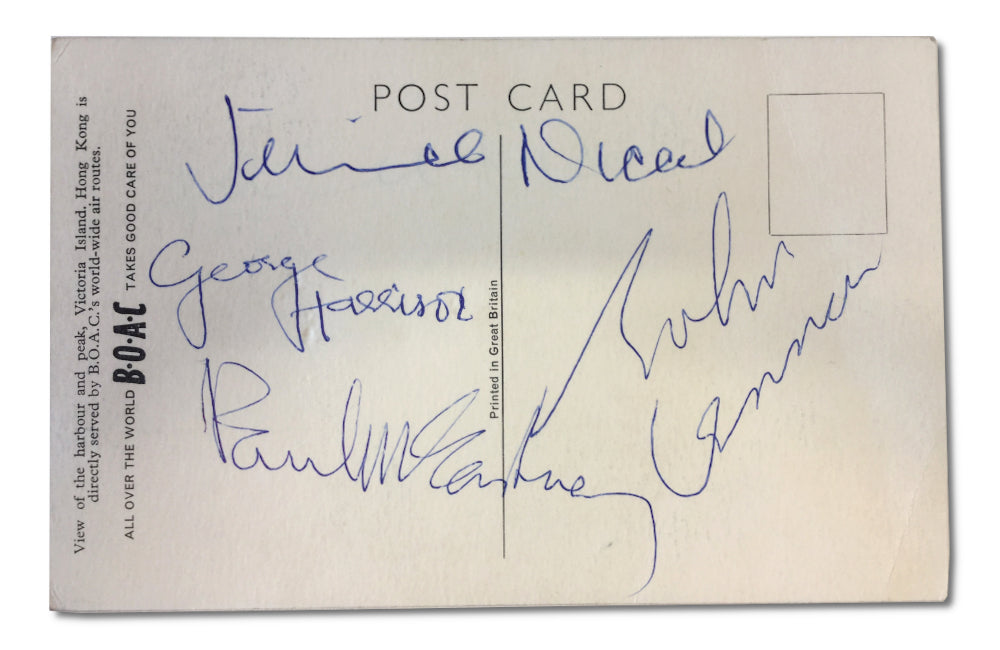 View of the harbour and peak, Victoria Island. Hong Kong is
directly served by B.O.A.C.'s world-wide air routes.
ALL OVER THE WORLD B·O·A·C TAKES GOOD CARE OF YOU
POST CARD
Jimmie Nicol
George
Harrison
Paul McCartney
Printed in Great Britain
John
Lennon